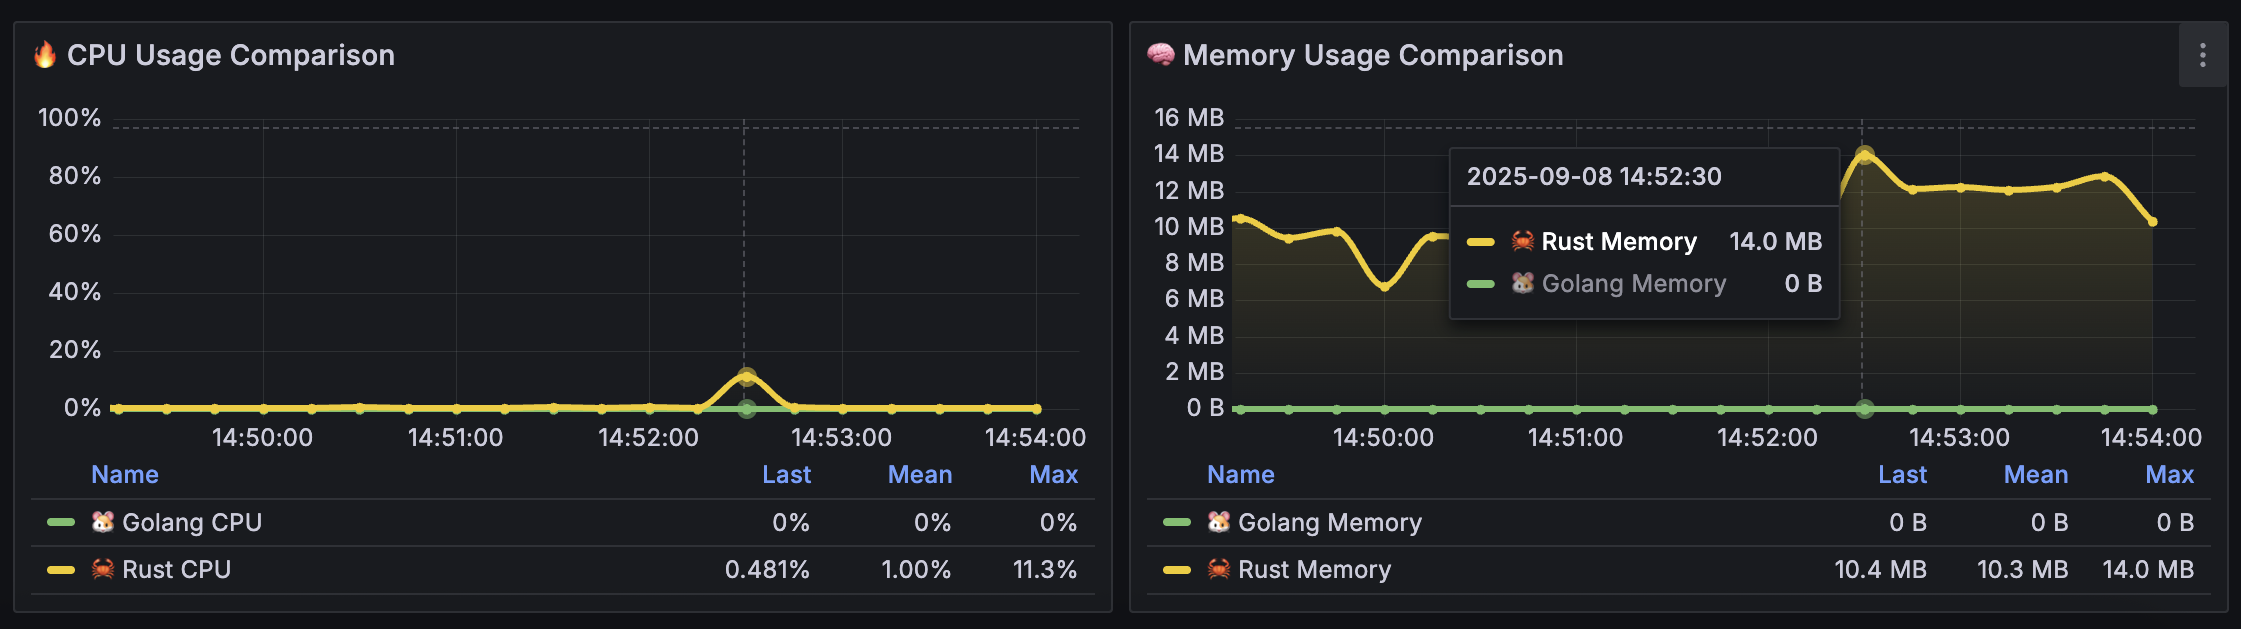 🔥 CPU Usage Comparison
100%
80%
60%
40%
20%
0%
14:50:00 14:51:00 14:52:00 14:53:00 14:54:00
Name Last Mean Max
🐹 Golang CPU 0% 0% 0%
🦀 Rust CPU 0.481% 1.00% 11.3%
🧠 Memory Usage Comparison
16 MB
14 MB
12 MB
10 MB
8 MB
6 MB
4 MB
2 MB
0 B
2025-09-08 14:52:30
🦀 Rust Memory 14.0 MB
🐹 Golang Memory 0 B
14:50:00 14:51:00 14:52:00 14:53:00 14:54:00
Name Last Mean Max
🐹 Golang Memory 0 B 0 B 0 B
🦀 Rust Memory 10.4 MB 10.3 MB 14.0 MB